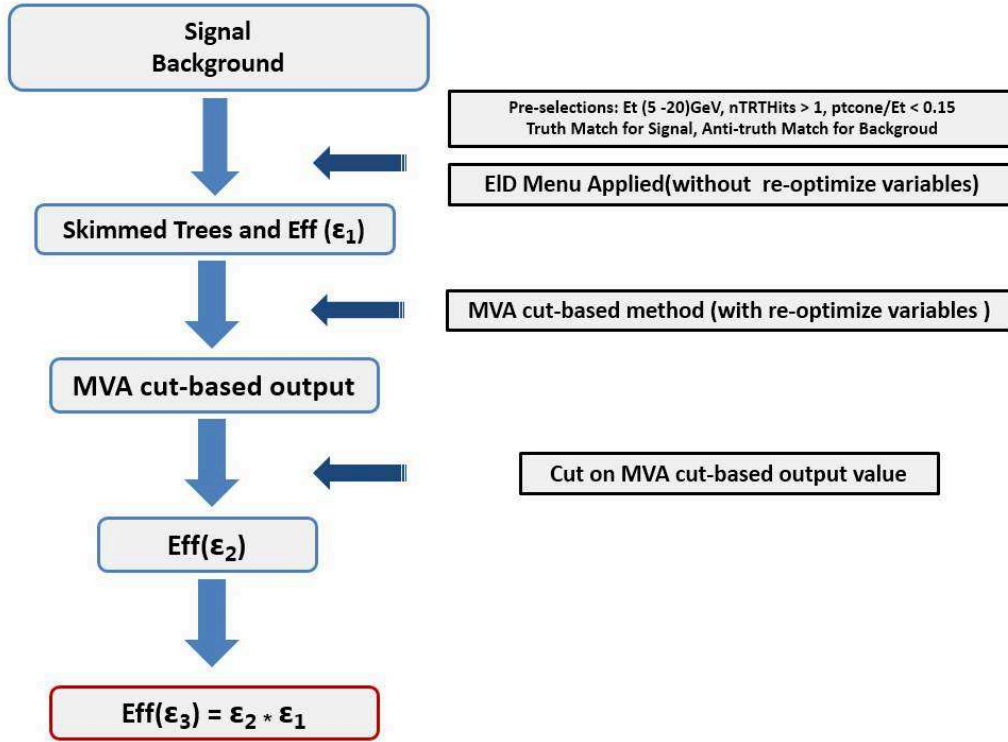 Signal
Background
Pre-selections: Et (5 -20)GeV, nTRTHits > 1, ptcone/Et < 0.15
Truth Match for Signal, Anti-truth Match for Backgroud
EID Menu Applied(without re-optimize variables)
Skimmed Trees and Eff (ε₁)
MVA cut-based method (with re-optimize variables )
MVA cut-based output
Cut on MVA cut-based output value
Eff(ε₂)
Eff(ε₃) = ε₂ * ε₁